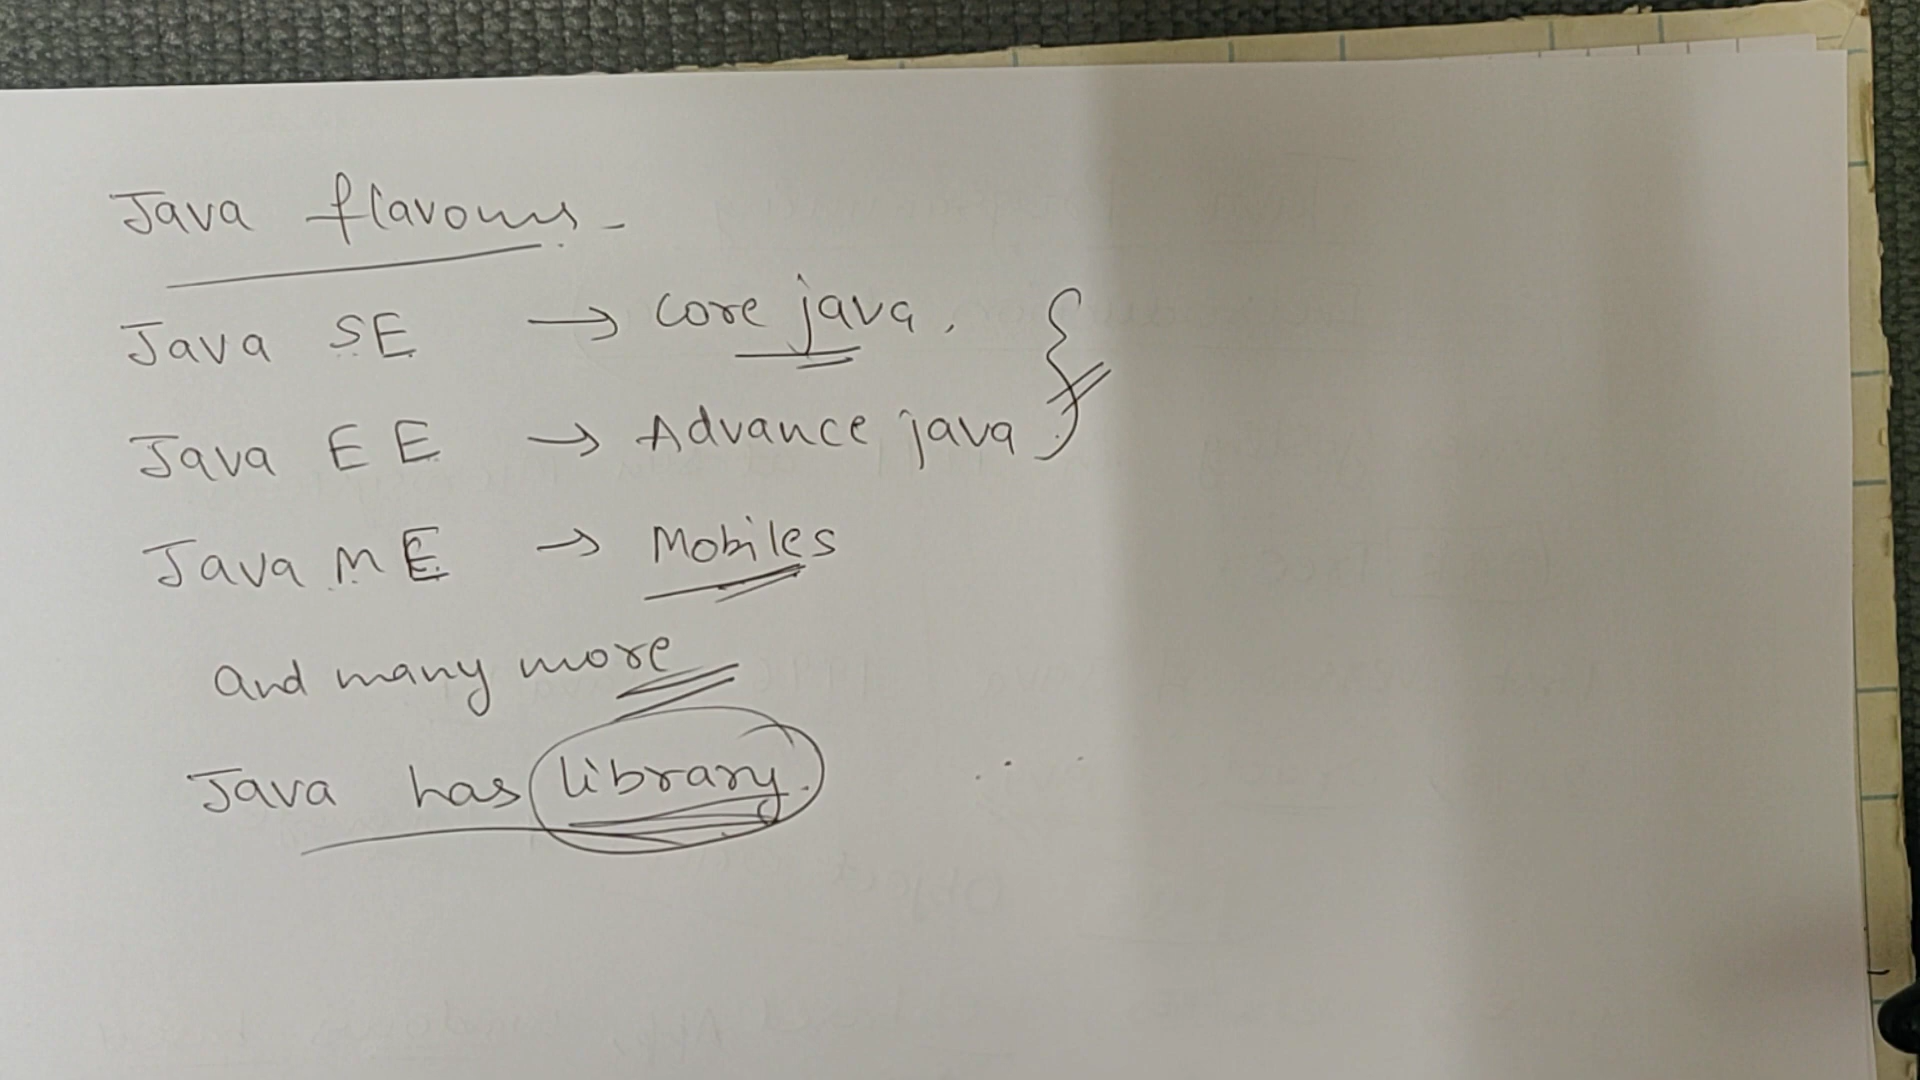 Java flavours -
Java SE → Core java.
Java EE → Advance java
Java ME → Mobiles
and many more
Java has library.